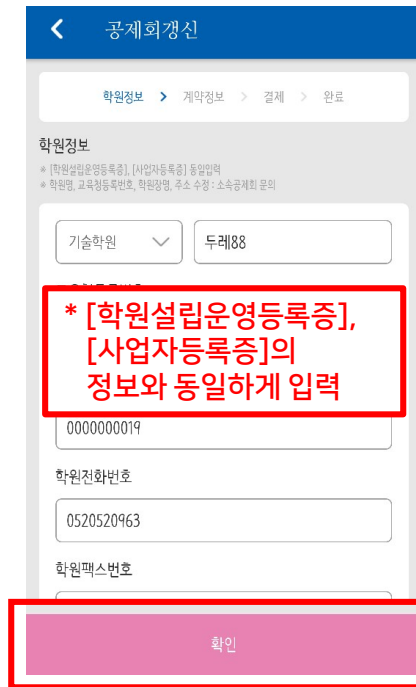 공제회갱신
학원정보 > 계약정보 > 결제 > 완료
학원정보
* [학원설립운영등록증], [사업자등록증] 동일입력
* 학원명, 교육청등록번호, 학원장명, 주소 수정 : 소속공제회 문의
기술학원
두레88
* [학원설립운영등록증],
[사업자등록증]의
정보와 동일하게 입력
0000000019
학원전화번호
0520520963
학원팩스번호
확인